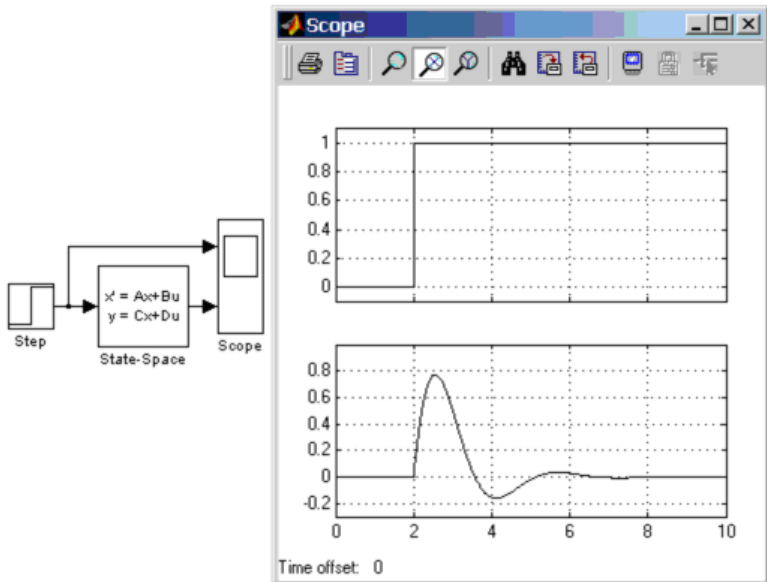 Scope
1
0.8
0.6
0.4
0.2
0
x' = Ax+Bu
y = Cx+Du
Step
State-Space
Scope
0.8
0.6
0.4
0.2
0
-0.2
0 2 4 6 8 10
Time offset: 0